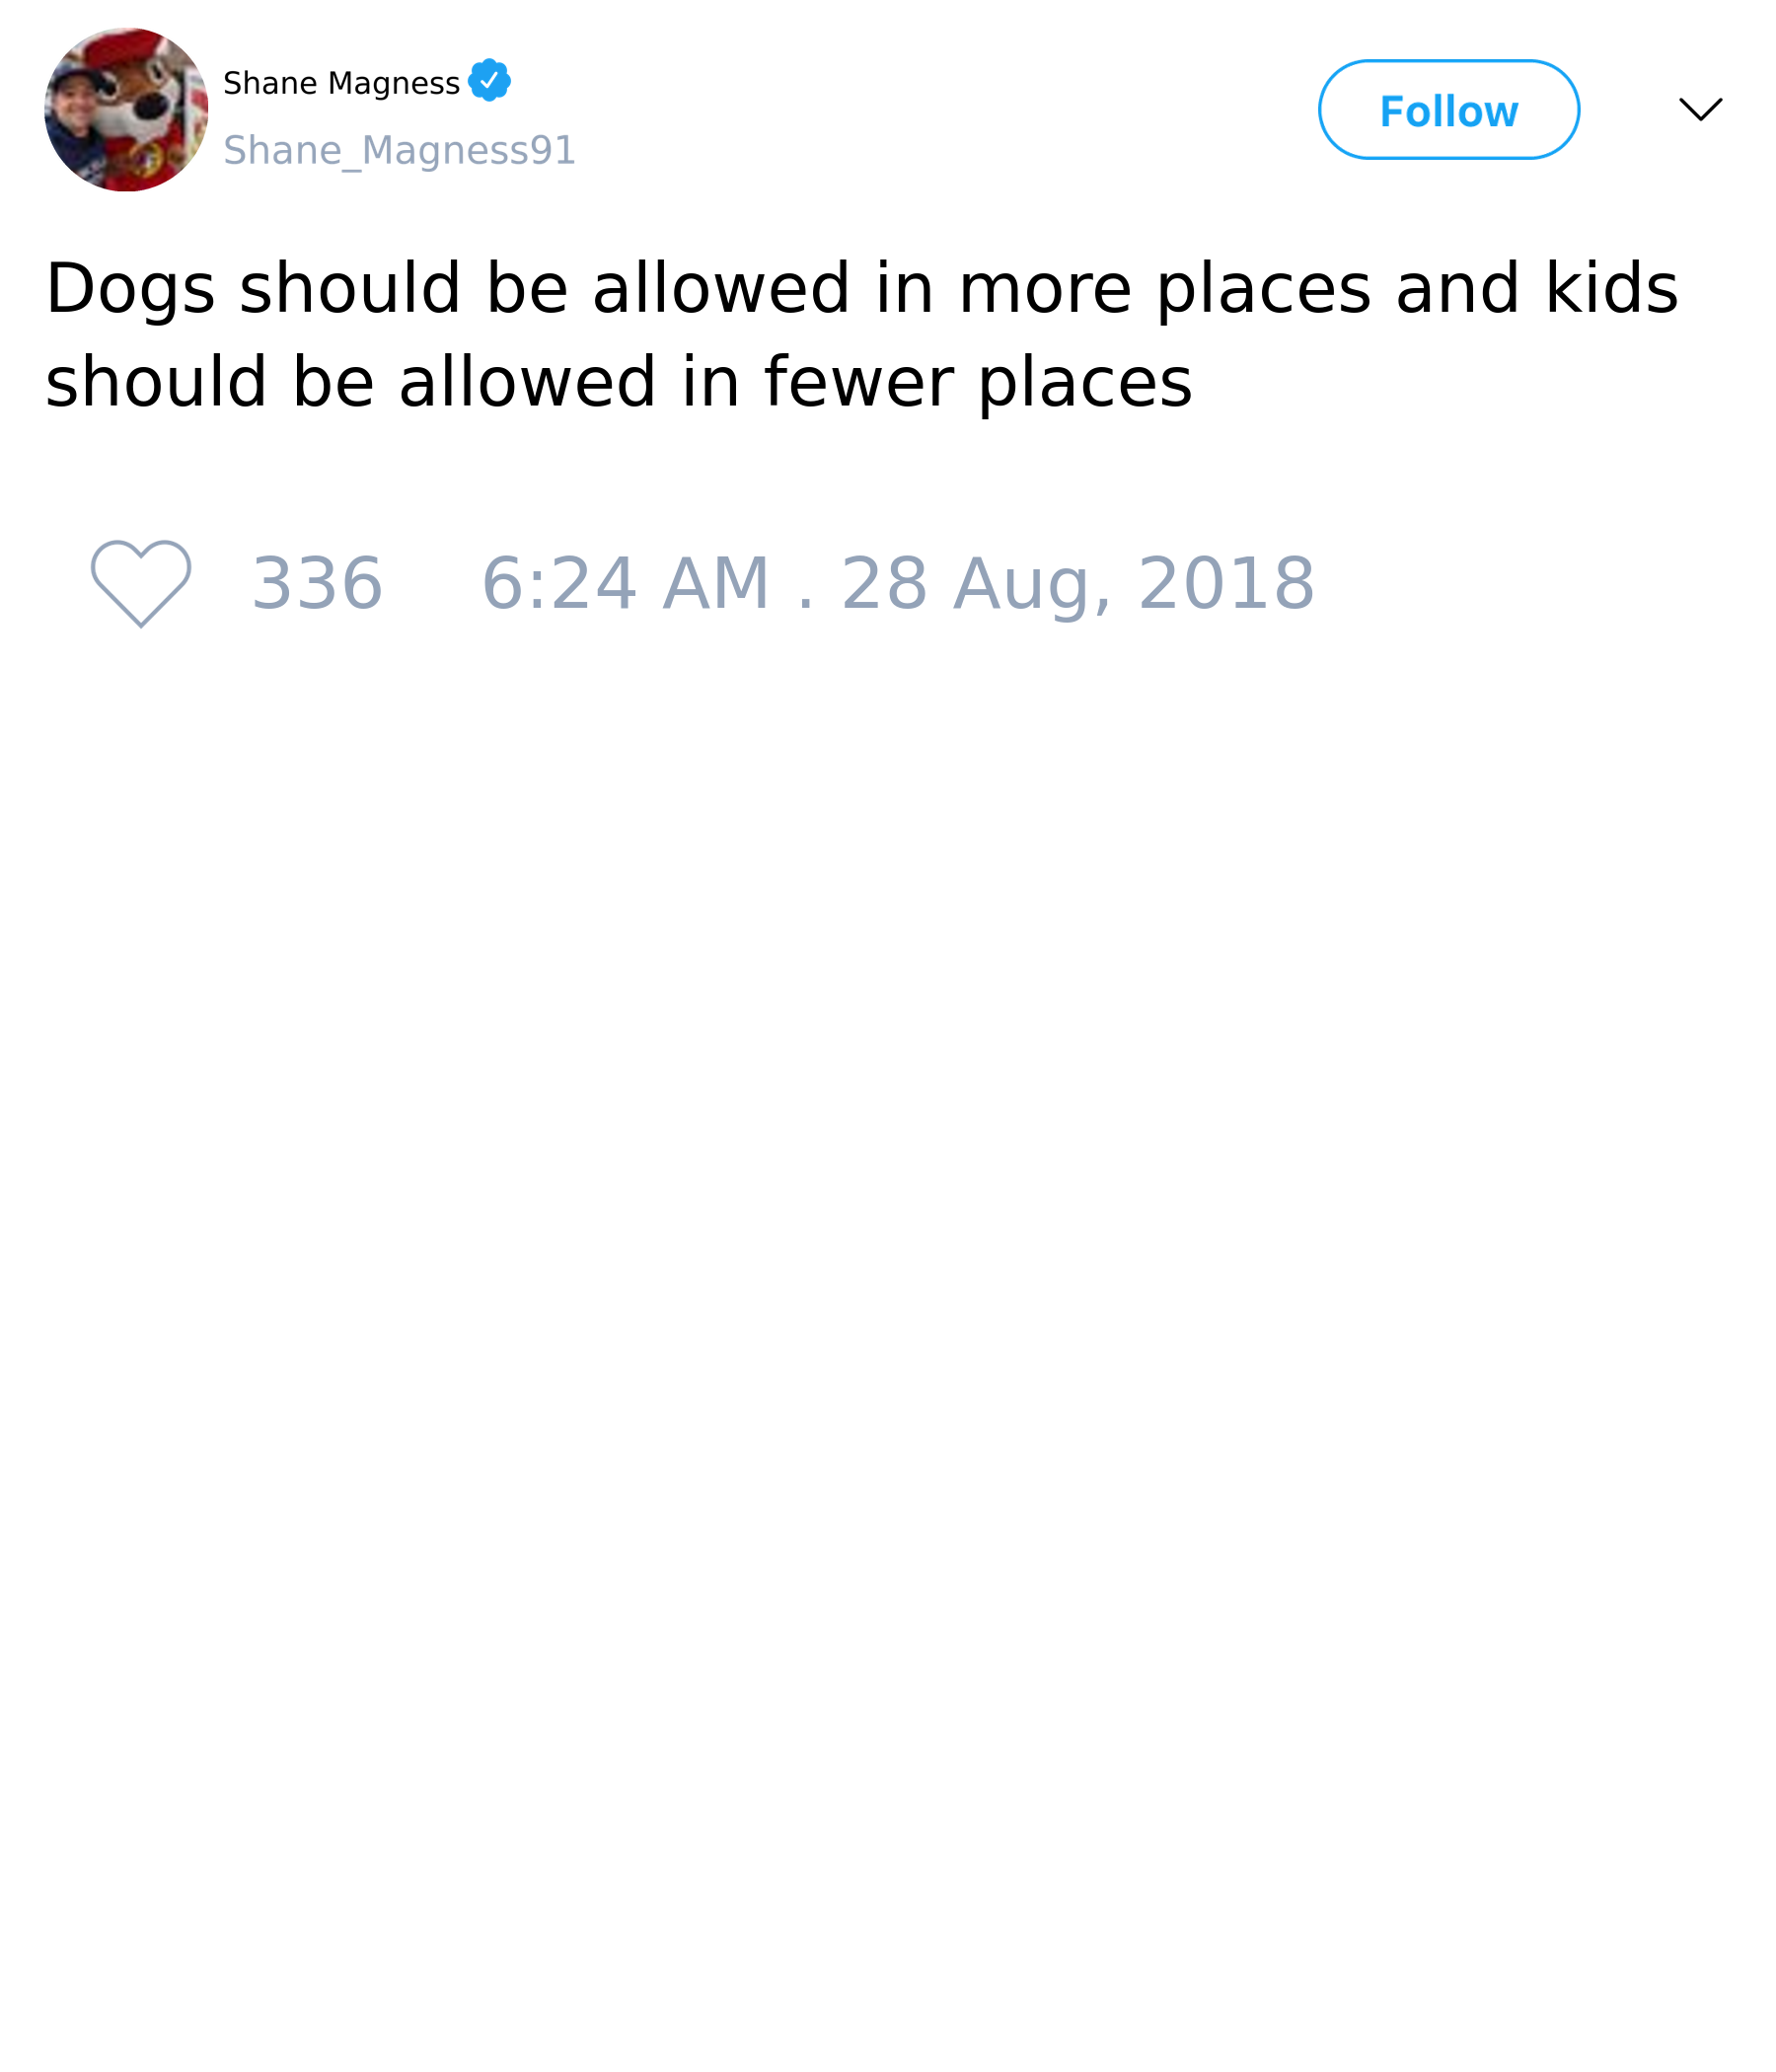 Shane Magness
Shane_Magness91
Follow
Dogs should be allowed in more places and kids
should be allowed in fewer places
336 6:24 AM . 28 Aug, 2018